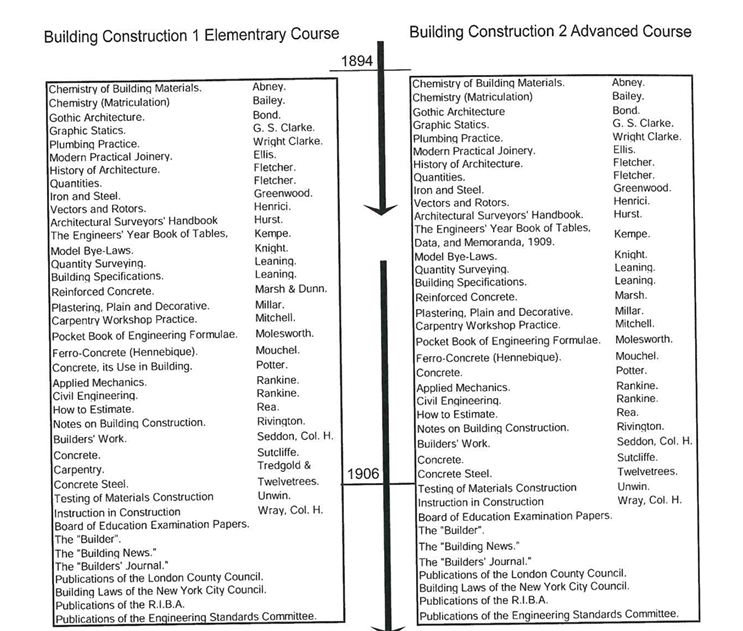 Building Construction 1 Elementrary Course
1894
Chemistry of Building Materials. Abney.
Chemistry (Matriculation) Bailey.
Gothic Architecture. Bond.
Graphic Statics. G. S. Clarke.
Plumbing Practice. Wright Clarke.
Modern Practical Joinery. Ellis.
History of Architecture. Fletcher.
Quantities. Fletcher.
Iron and Steel. Greenwood.
Vectors and Rotors. Henrici.
Architectural Surveyors' Handbook Hurst.
The Engineers' Year Book of Tables, Kempe.
Model Bye-Laws. Knight.
Quantity Surveying. Leaning.
Building Specifications. Leaning.
Reinforced Concrete. Marsh & Dunn.
Plastering, Plain and Decorative. Millar.
Carpentry Workshop Practice. Mitchell.
Pocket Book of Engineering Formulae. Molesworth.
Ferro-Concrete (Hennebique). Mouchel.
Concrete, its Use in Building. Potter.
Applied Mechanics. Rankine.
Civil Engineering. Rankine.
How to Estimate. Rea.
Notes on Building Construction. Rivington.
Builders' Work. Seddon, Col. H.
Concrete. Sutcliffe.
Carpentry. Tredgold &
Concrete Steel. Twelvetrees.
Testing of Materials Construction Unwin.
Instruction in Construction Wray, Col. H.
Board of Education Examination Papers.
The "Builder".
The "Building News."
The "Builders' Journal."
Publications of the London County Council.
Building Laws of the New York City Council.
Publications of the R.I.B.A.
Publications of the Engineering Standards Committee.
1906
Building Construction 2 Advanced Course
Chemistry of Building Materials. Abney.
Chemistry (Matriculation) Bailey.
Gothic Architecture Bond.
Graphic Statics. G. S. Clarke.
Plumbing Practice. Wright Clarke.
Modern Practical Joinery. Ellis.
History of Architecture. Fletcher.
Quantities. Fletcher.
Iron and Steel. Greenwood.
Vectors and Rotors. Henrici.
Architectural Surveyors' Handbook. Hurst.
The Engineers' Year Book of Tables,
Data, and Memoranda, 1909. Kempe.
Model Bye-Laws. Knight.
Quantity Surveying. Leaning.
Building Specifications. Leaning.
Reinforced Concrete. Marsh.
Plastering, Plain and Decorative. Millar.
Carpentry Workshop Practice. Mitchell.
Pocket Book of Engineering Formulae. Molesworth.
Ferro-Concrete (Hennebique). Mouchel.
Concrete. Potter.
Applied Mechanics. Rankine.
Civil Engineering. Rankine.
How to Estimate. Rea.
Notes on Building Construction. Rivington.
Builders' Work. Seddon, Col. H.
Concrete. Sutcliffe.
Concrete Steel. Twelvetrees.
Testing of Materials Construction Unwin.
Instruction in Construction Wray, Col. H.
Board of Education Examination Papers.
The "Builder".
The "Building News."
The "Builders' Journal."
Publications of the London County Council.
Building Laws of the New York City Council.
Publications of the R.I.B.A.
Publications of the Engineering Standards Committee.